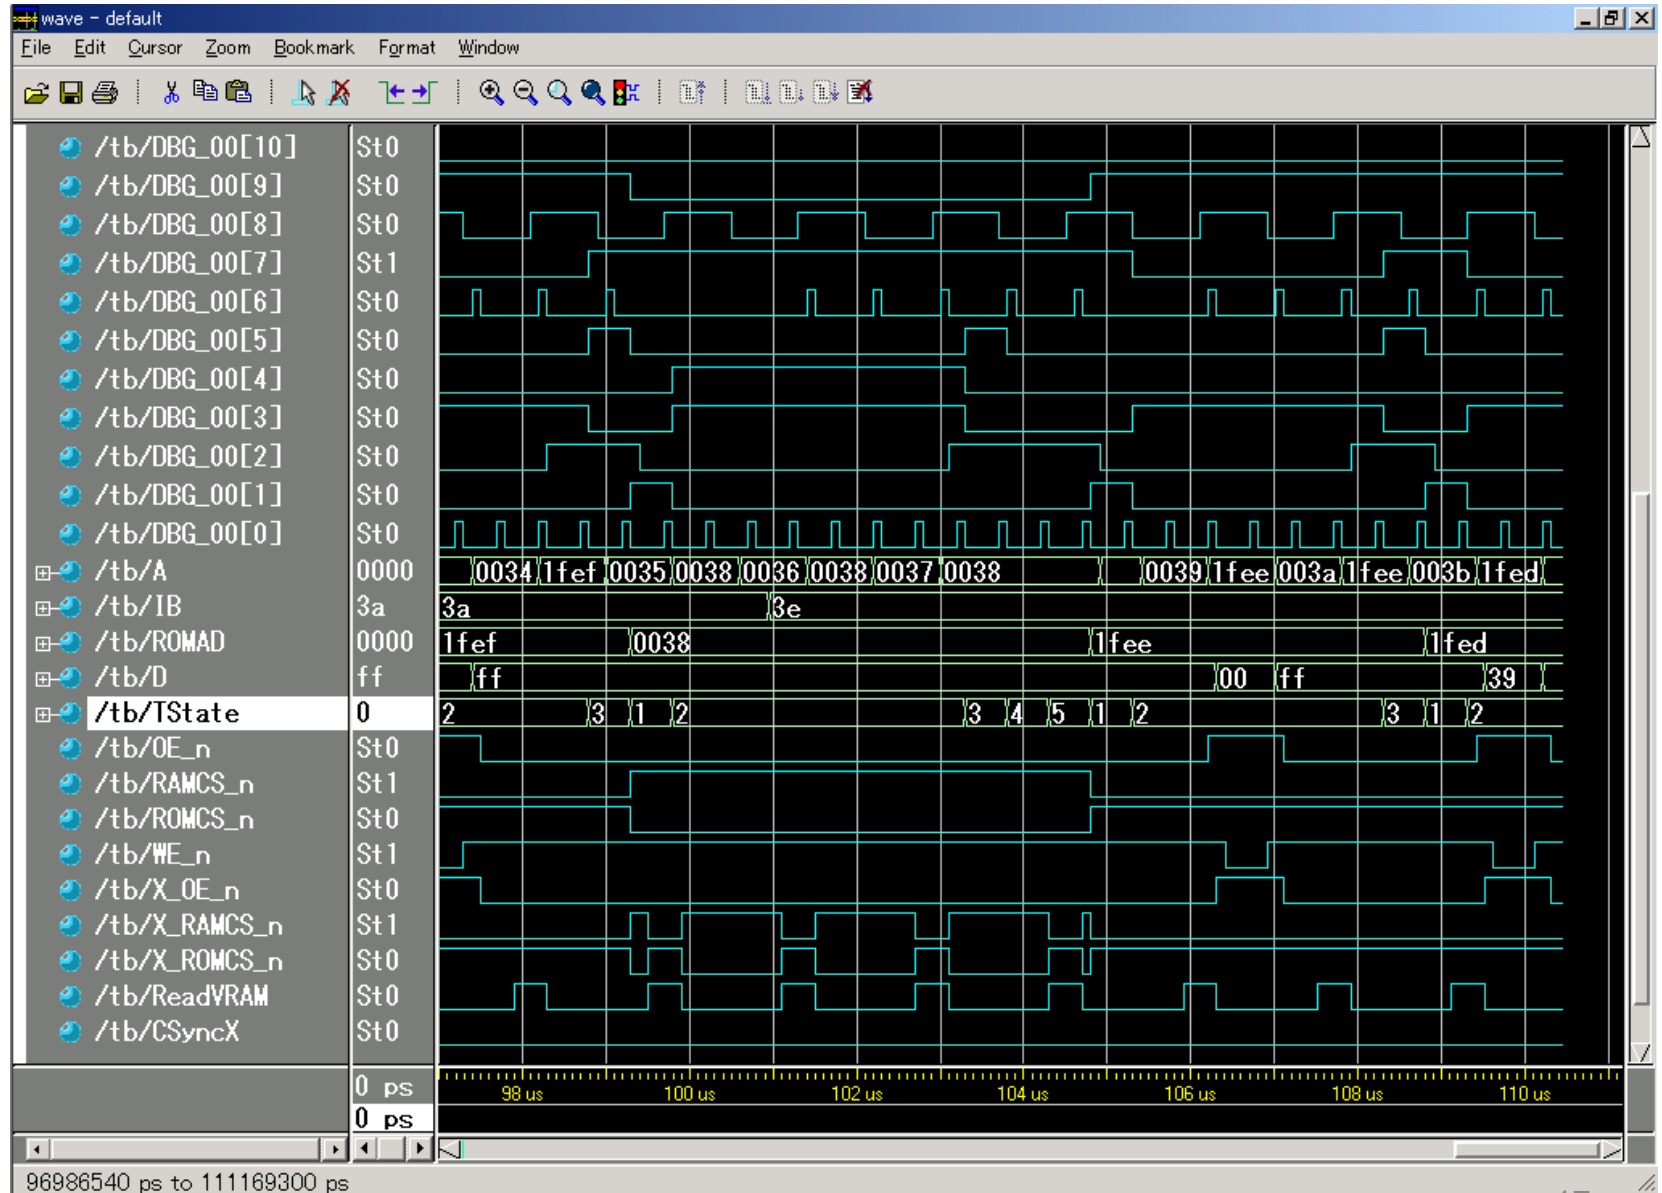 wave - default
File Edit Cursor Zoom Bookmark Format Window
/tb/DBG_00[10] St0
/tb/DBG_00[9] St0
/tb/DBG_00[8] St0
/tb/DBG_00[7] St1
/tb/DBG_00[6] St0
/tb/DBG_00[5] St0
/tb/DBG_00[4] St0
/tb/DBG_00[3] St0
/tb/DBG_00[2] St0
/tb/DBG_00[1] St0
/tb/DBG_00[0] St0
/tb/A 0000 0034 1fef 0035 0038 0036 0038 0037 0038 0039 1fee 003a 1fee 003b 1fed
/tb/IB 3a 3a 3e
/tb/ROMAD 0000 1fef 0038 1fee 1fed
/tb/D ff ff 00 ff 39
/tb/TState 0 2 3 1 2 3 4 5 1 2 3 1 2
/tb/OE_n St0
/tb/RAMCS_n St1
/tb/ROMCS_n St0
/tb/WE_n St1
/tb/X_OE_n St0
/tb/X_RAMCS_n St1
/tb/X_ROMCS_n St0
/tb/ReadVRAM St0
/tb/CSyncX St0
0 ps 98 us 100 us 102 us 104 us 106 us 108 us 110 us
0 ps
96986540 ps to 111169300 ps